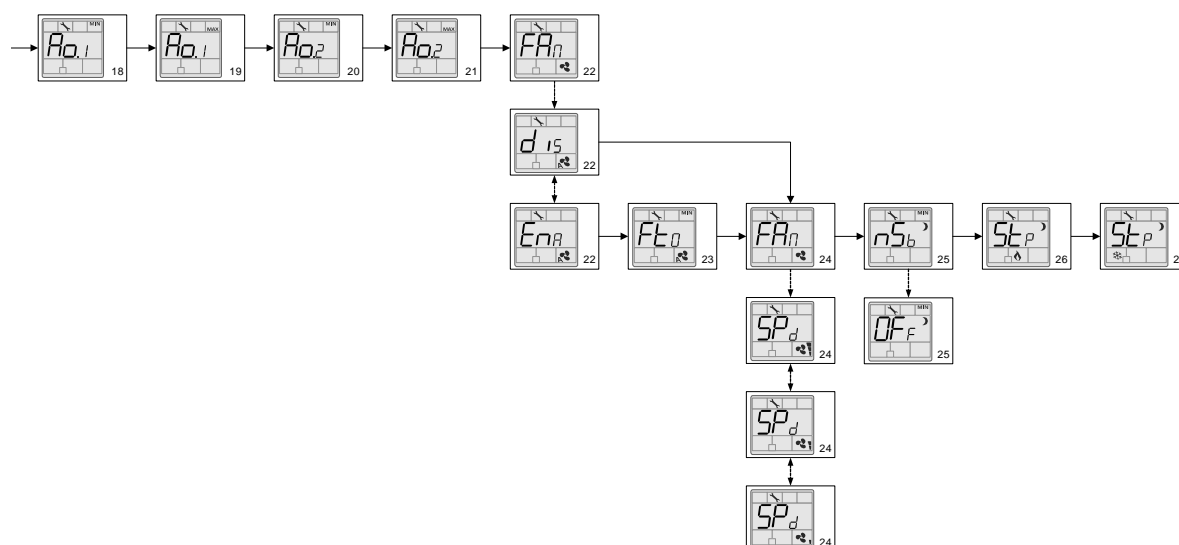 MIN
Ao.1
18
MAX
Ao.1
19
MIN
Ao.2
20
MAX
Ao.2
21
FAn
22
dis
22
EnA
22
MIN
Ft0
23
FAn
24
MIN
nSb
25
StP
26
StP
SPd
24
MIN
OFF
25
SPd
24
SPd
24